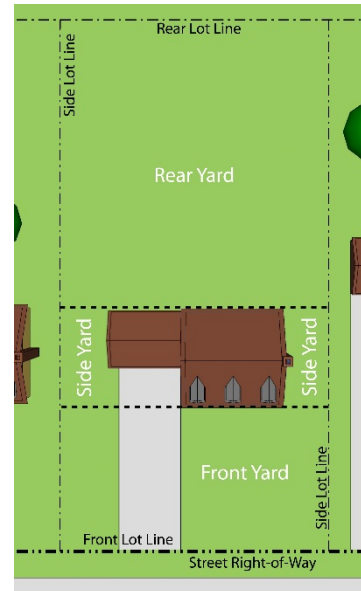 Rear Lot Line
Side Lot Line
Rear Yard
Side Yard
Side Yard
Front Yard
Side Lot Line
Front Lot Line
Street Right-of-Way